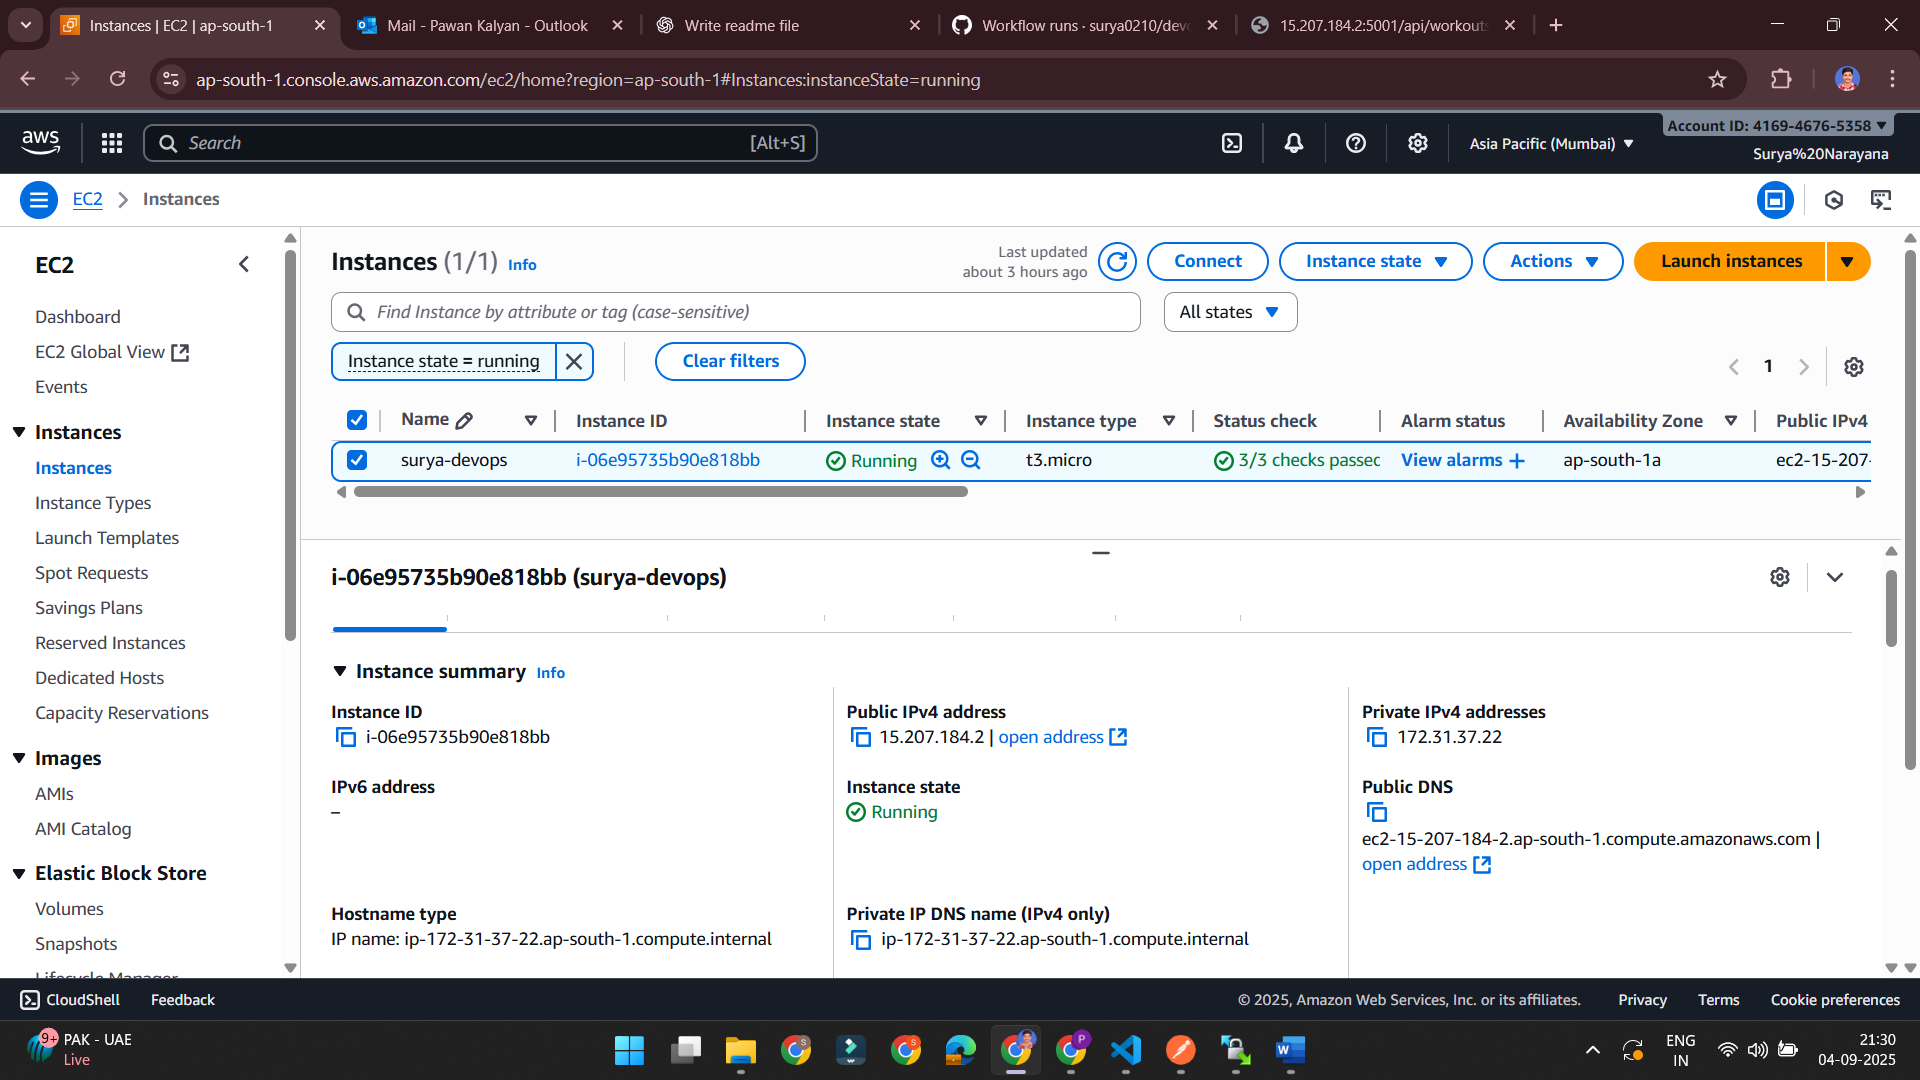 Instances | EC2 | ap-south-1
Mail - Pawan Kalyan - Outlook
Write readme file
Workflow runs · surya0210/devo
15.207.184.2:5001/api/workouts
ap-south-1.console.aws.amazon.com/ec2/home?region=ap-south-1#Instances:instanceState=running
aws
Search
[Alt+S]
Asia Pacific (Mumbai)
Account ID: 4169-4676-5358
Surya%20Narayana
EC2
Instances
EC2
Dashboard
EC2 Global View
Events
Instances
Instances
Instance Types
Launch Templates
Spot Requests
Savings Plans
Reserved Instances
Dedicated Hosts
Capacity Reservations
Images
AMIs
AMI Catalog
Elastic Block Store
Volumes
Snapshots
Lifecycle Manager
Instances (1/1) Info
Last updated
about 3 hours ago
Connect
Instance state
Actions
Launch instances
Find Instance by attribute or tag (case-sensitive)
All states
Instance state = running
Clear filters
1
Name Instance ID Instance state Instance type Status check Alarm status Availability Zone Public IPv4
surya-devops i-06e95735b90e818bb Running t3.micro 3/3 checks passed View alarms + ap-south-1a ec2-15-207-
i-06e95735b90e818bb (surya-devops)
Instance summary Info
Instance ID
i-06e95735b90e818bb
Public IPv4 address
15.207.184.2 | open address
Private IPv4 addresses
172.31.37.22
IPv6 address
–
Instance state
Running
Public DNS
ec2-15-207-184-2.ap-south-1.compute.amazonaws.com |
open address
Hostname type
IP name: ip-172-31-37-22.ap-south-1.compute.internal
Private IP DNS name (IPv4 only)
ip-172-31-37-22.ap-south-1.compute.internal
CloudShell
Feedback
© 2025, Amazon Web Services, Inc. or its affiliates.
Privacy
Terms
Cookie preferences
9+
PAK - UAE
Live
S
S
P
W
ENG
IN
21:30
04-09-2025